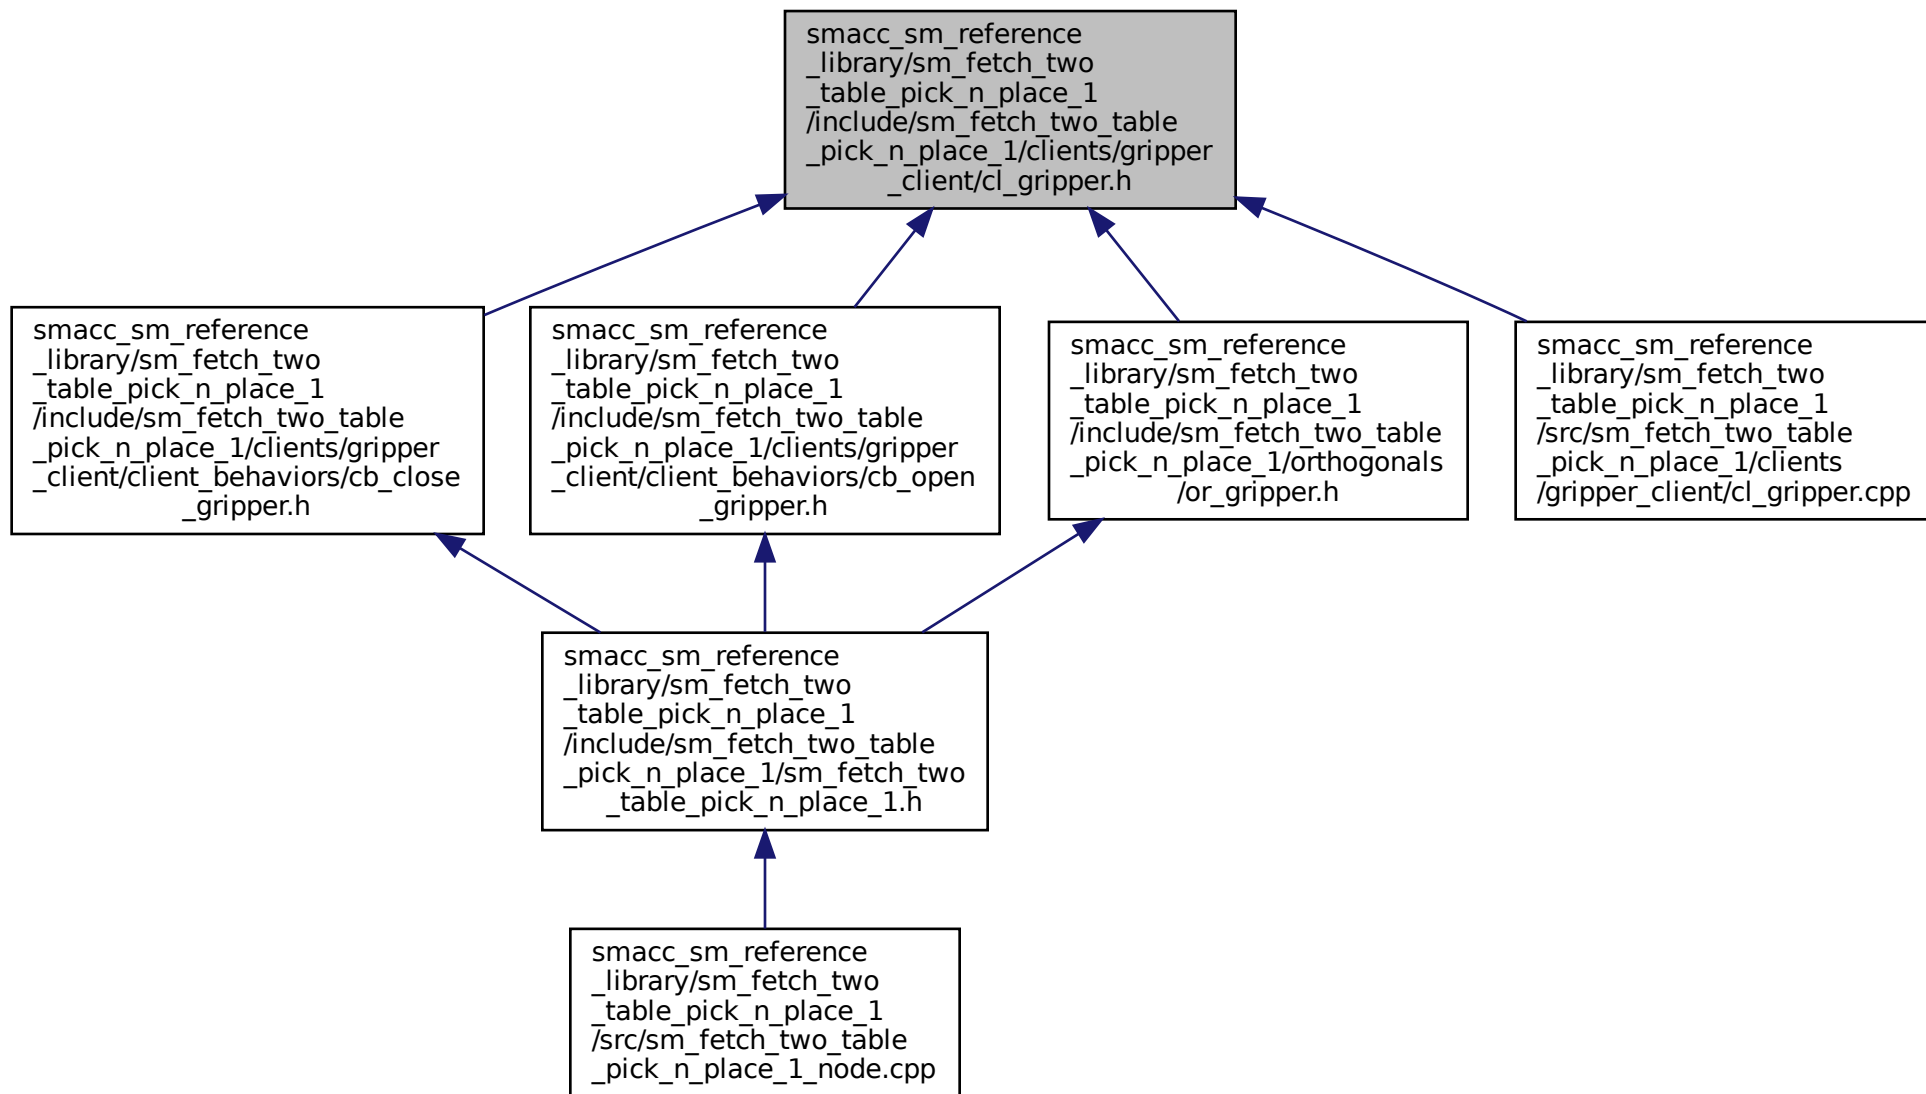 smacc_sm_reference
_library/sm_fetch_two
_table_pick_n_place_1
/include/sm_fetch_two_table
_pick_n_place_1/clients/gripper
_client/cl_gripper.h
smacc_sm_reference
_library/sm_fetch_two
_table_pick_n_place_1
/include/sm_fetch_two_table
_pick_n_place_1/clients/gripper
_client/client_behaviors/cb_close
_gripper.h
smacc_sm_reference
_library/sm_fetch_two
_table_pick_n_place_1
/include/sm_fetch_two_table
_pick_n_place_1/clients/gripper
_client/client_behaviors/cb_open
_gripper.h
smacc_sm_reference
_library/sm_fetch_two
_table_pick_n_place_1
/include/sm_fetch_two_table
_pick_n_place_1/orthogonals
/or_gripper.h
smacc_sm_reference
_library/sm_fetch_two
_table_pick_n_place_1
/src/sm_fetch_two_table
_pick_n_place_1/clients
/gripper_client/cl_gripper.cpp
smacc_sm_reference
_library/sm_fetch_two
_table_pick_n_place_1
/include/sm_fetch_two_table
_pick_n_place_1/sm_fetch_two
_table_pick_n_place_1.h
smacc_sm_reference
_library/sm_fetch_two
_table_pick_n_place_1
/src/sm_fetch_two_table
_pick_n_place_1_node.cpp